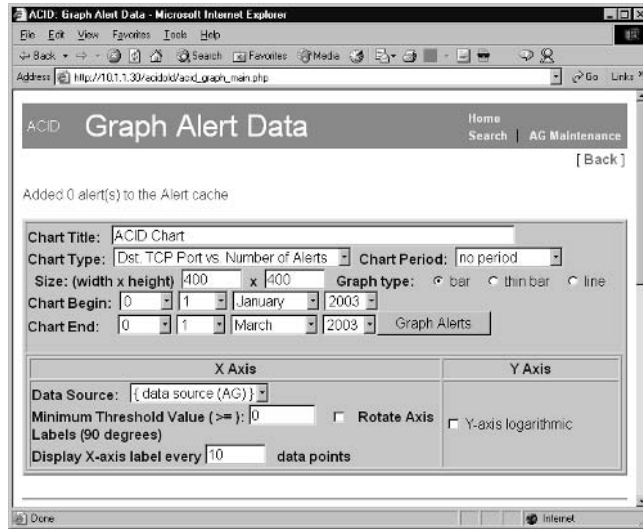 ACID: Graph Alert Data - Microsoft Internet Explorer
File Edit View Favorites Tools Help
Back Search Favorites Media
Address http://10.1.1.30/acidold/acid_graph_main.php Go Links »
ACID Graph Alert Data
Home
Search | AG Maintenance
[ Back ]
Added 0 alert(s) to the Alert cache
Chart Title: ACID Chart
Chart Type: Dst. TCP Port vs. Number of Alerts Chart Period: no period
Size: (width x height) 400 x 400 Graph type: bar thin bar line
Chart Begin: 0 1 January 2003
Chart End: 0 1 March 2003 Graph Alerts
X Axis Y Axis
Data Source: { data source (AG) }
Minimum Threshold Value ( >= ): 0 Rotate Axis
Labels (90 degrees) Y-axis logarithmic
Display X-axis label every 10 data points
Done Internet